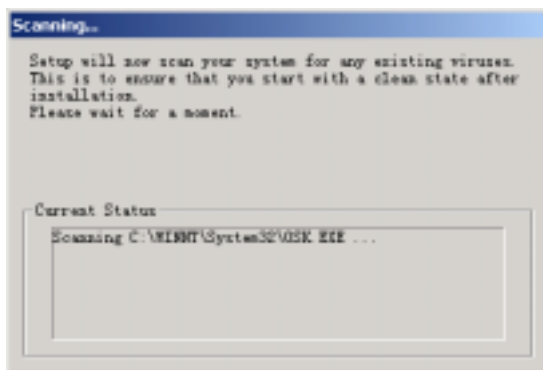 Scanning...
Setup will now scan your system for any existing viruses.
This is to ensure that you start with a clean state after
installation.
Please wait for a moment.
Current Status
Scanning C:\WINNT\System32\OSK.EXE ...